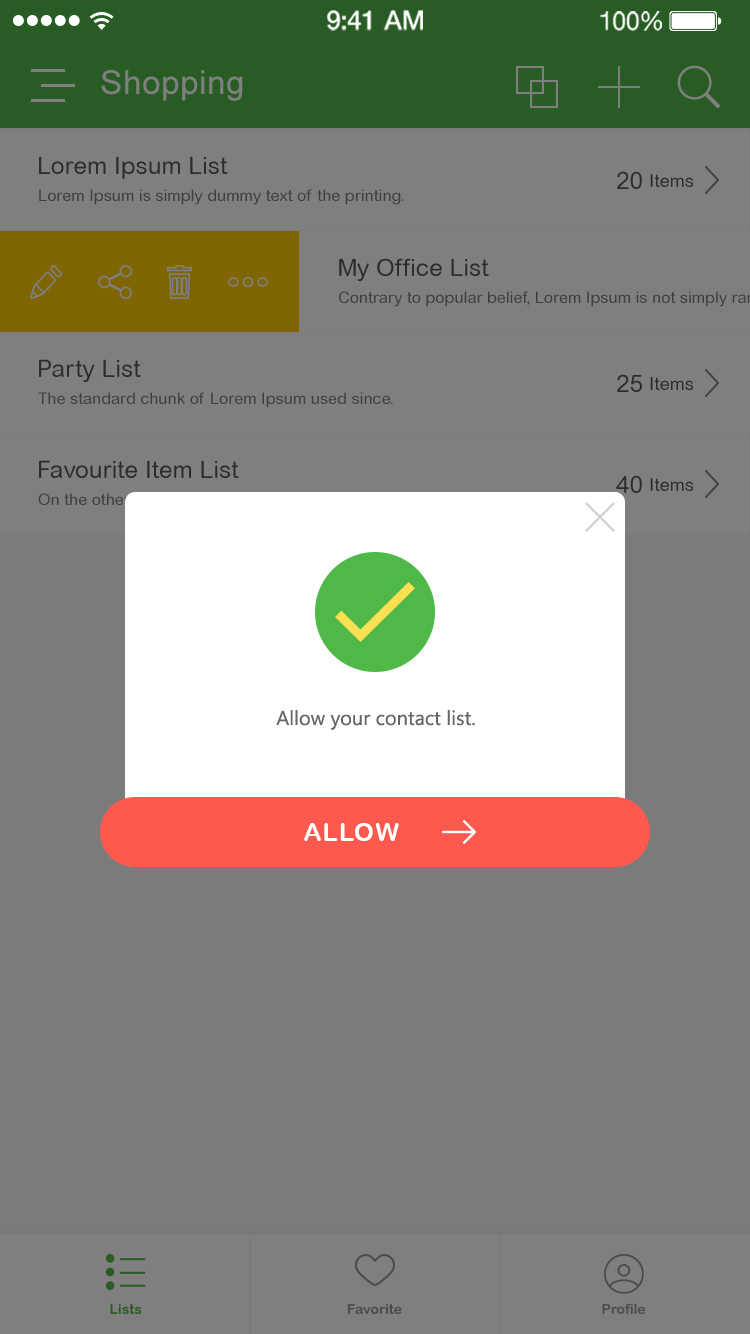 9:41 AM
100%
Shopping
Lorem Ipsum List
Lorem Ipsum is simply dummy text of the printing.
20 Items
My Office List
Contrary to popular belief, Lorem Ipsum is not simply rar
Party List
The standard chunk of Lorem Ipsum used since.
25 Items
Favourite Item List
On the othe
40 Items
Allow your contact list.
ALLOW
Lists
Favorite
Profile